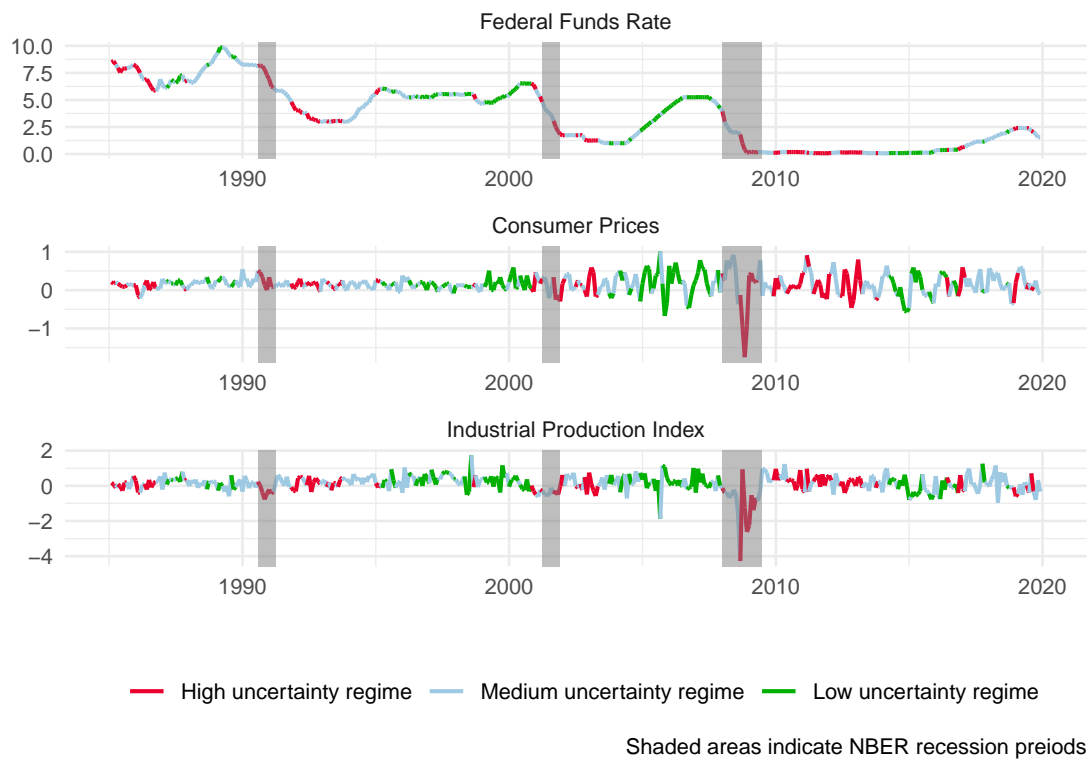 Federal Funds Rate
10.0
7.5
5.0
2.5
0.0
1990 2000 2010 2020
Consumer Prices
1
0
−1
1990 2000 2010 2020
Industrial Production Index
2
0
−2
−4
1990 2000 2010 2020
High uncertainty regime Medium uncertainty regime Low uncertainty regime
Shaded areas indicate NBER recession preiods